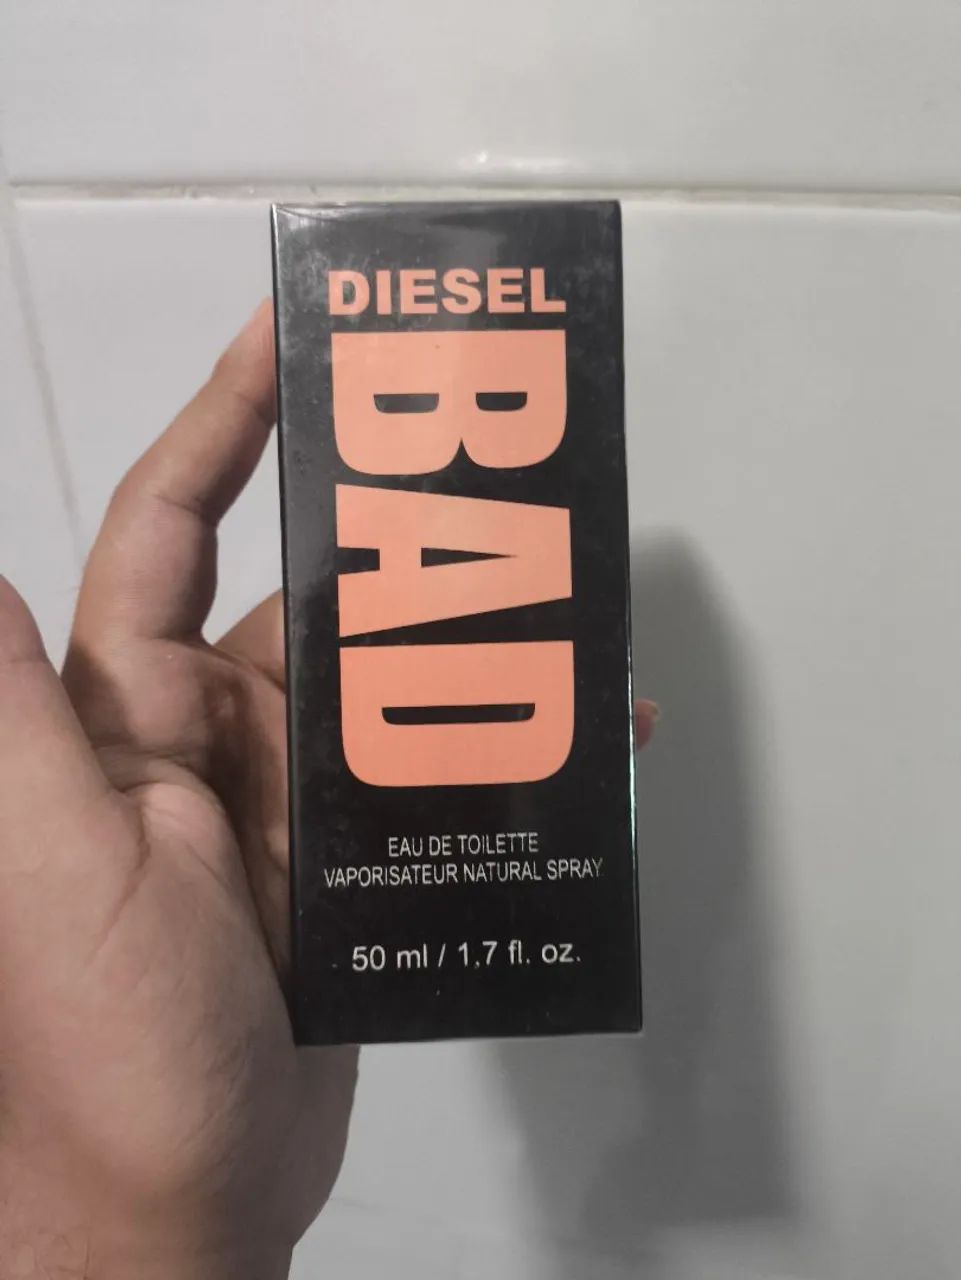 DIESEL
BAD
EAU DE TOILETTE
VAPORISATEUR NATURAL SPRAY
50 ml / 1.7 fl. oz.